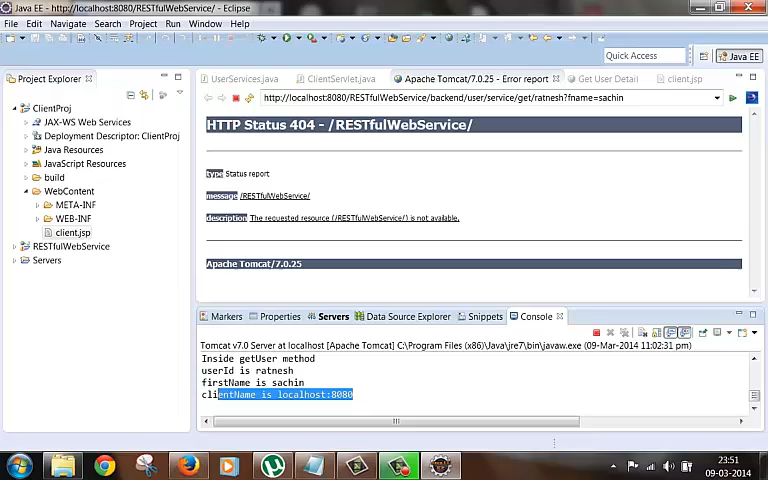 Java EE - http://localhost:8080/RESTfulWebService/ - Eclipse
File Edit Navigate Search Project Run Window Help
Quick Access
Java EE
Project Explorer
ClientProj
JAX-WS Web Services
Deployment Descriptor: ClientProj
Java Resources
JavaScript Resources
build
WebContent
META-INF
WEB-INF
client.jsp
RESTfulWebService
Servers
UserServices.java
ClientServlet.java
Apache Tomcat/7.0.25 - Error report
Get User Detail
client.jsp
http://localhost:8080/RESTfulWebService/backend/user/service/get/ratnesh?fname=sachin
HTTP Status 404 - /RESTfulWebService/
type Status report
message /RESTfulWebService/
description The requested resource (/RESTfulWebService/) is not available.
Apache Tomcat/7.0.25
Markers Properties Servers Data Source Explorer Snippets Console
Tomcat v7.0 Server at localhost [Apache Tomcat] C:\Program Files (x86)\Java\jre7\bin\javaw.exe (09-Mar-2014 11:02:31 PM)
Inside getUser method
userId is ratnesh
firstName is sachin
clientName is localhost:8080
23:51
09-03-2014